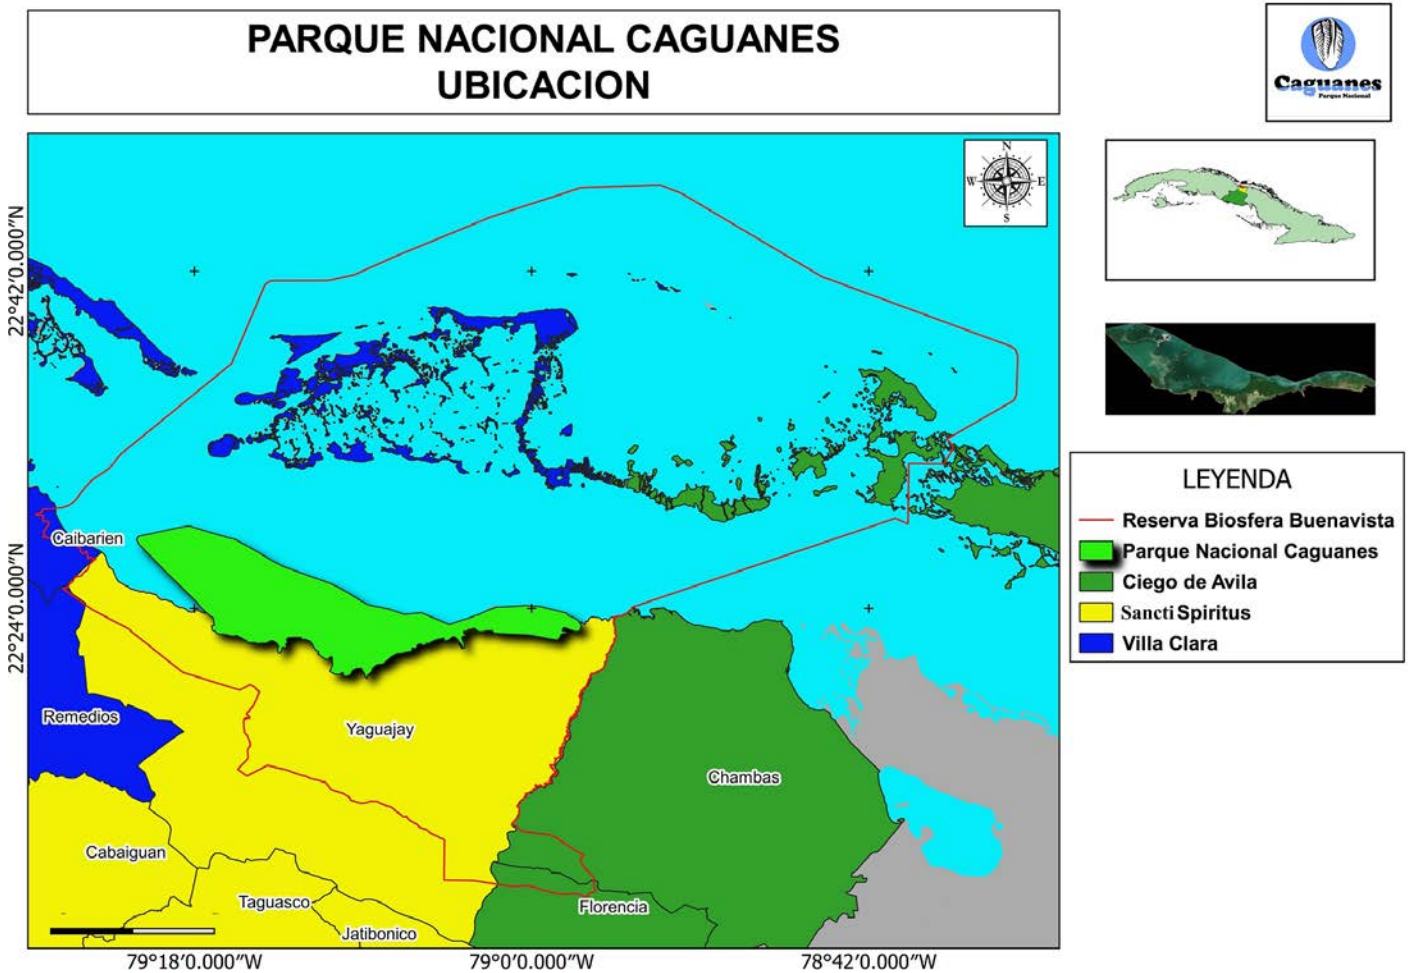 PARQUE NACIONAL CAGUANES
UBICACION
Caguanes
Parque Nacional
N
W E
S
22°42'0.000"N
22°24'0.000"N
Caibarien
Remedios
Yaguajay
Chambas
Cabaiguan
Taguasco
Florencia
Jatibonico
79°18'0.000"W 79°0'0.000"W 78°42'0.000"W
LEYENDA
Reserva Biosfera Buenavista
Parque Nacional Caguanes
Ciego de Avila
Sancti Spiritus
Villa Clara